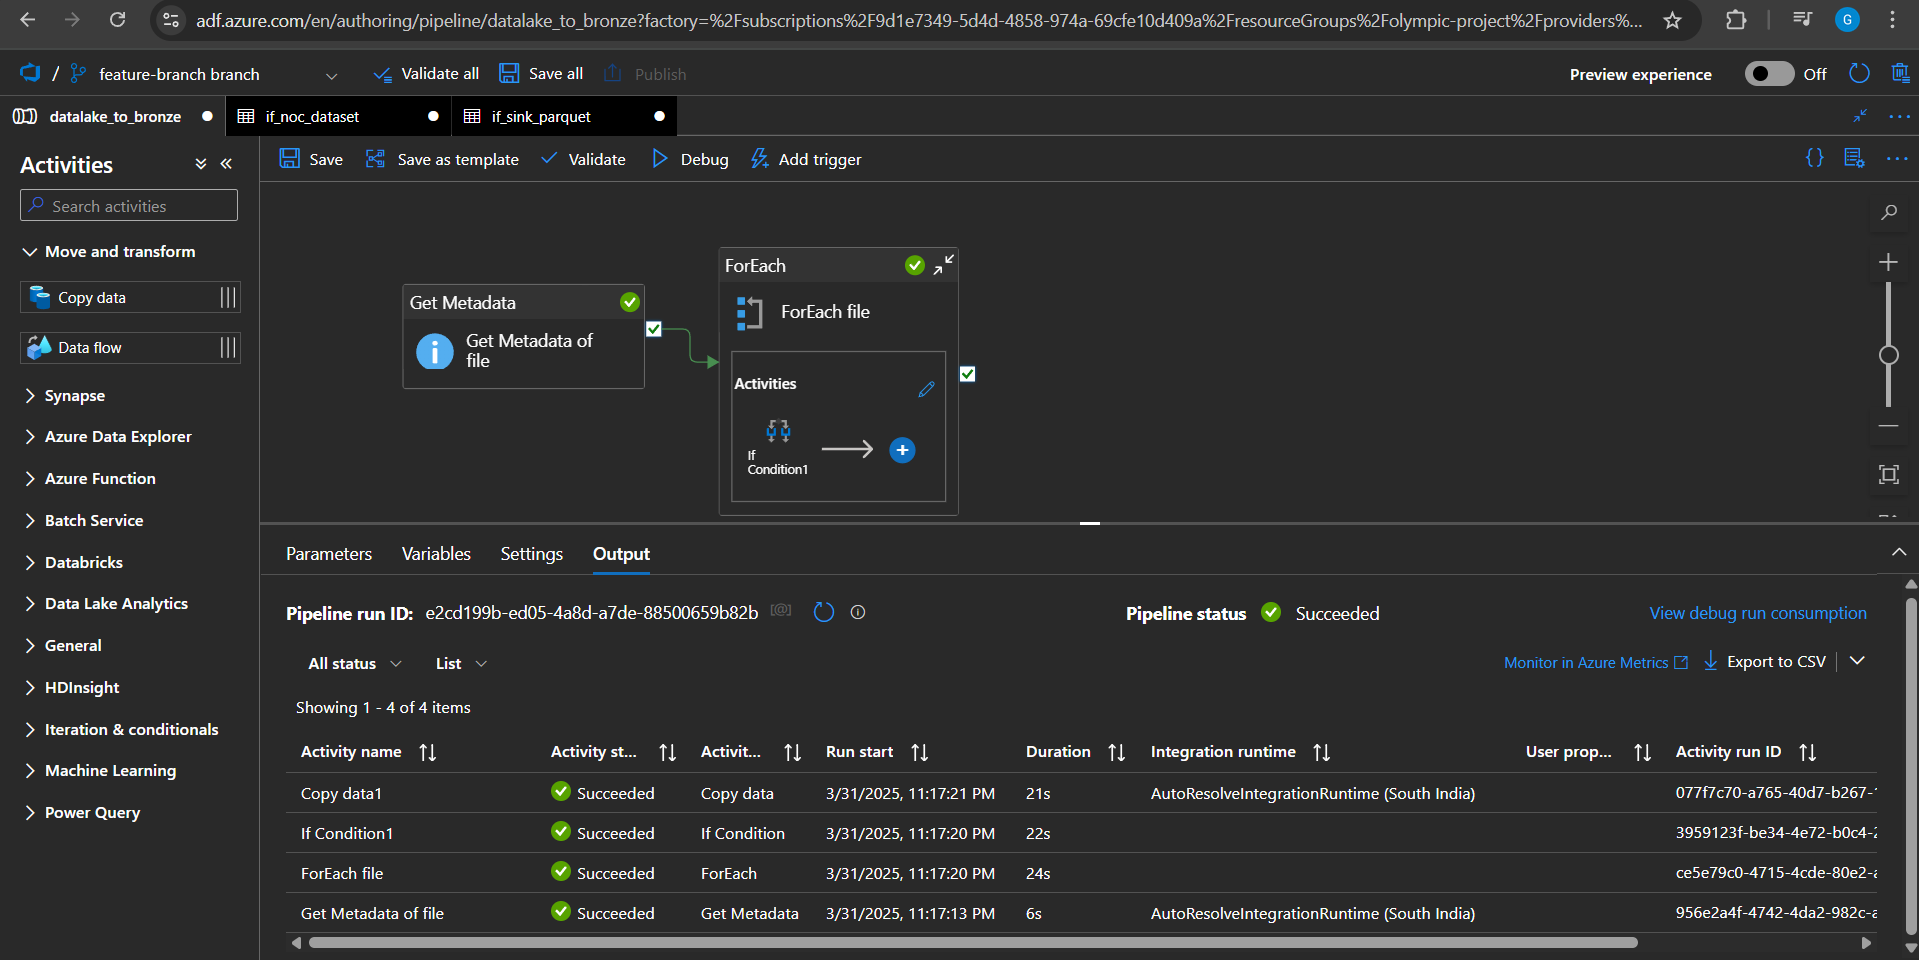 adf.azure.com/en/authoring/pipeline/datalake_to_bronze?factory=%2Fsubscriptions%2F9d1e7349-5d4d-4858-974a-69cfe10d409a%2FresourceGroups%2Folympic-project%2Fproviders%...
G
/ feature-branch branch
Validate all
Save all
Publish
Preview experience
Off
datalake_to_bronze
if_noc_dataset
if_sink_parquet
Activities
Save
Save as template
Validate
Debug
Add trigger
{}
Search activities
Move and transform
Copy data
Data flow
Synapse
Azure Data Explorer
Azure Function
Batch Service
Databricks
Data Lake Analytics
General
HDInsight
Iteration & conditionals
Machine Learning
Power Query
Get Metadata
Get Metadata of
file
ForEach
ForEach file
Activities
If
Condition1
Parameters
Variables
Settings
Output
Pipeline run ID: e2cd199b-ed05-4a8d-a7de-88500659b82b [@]
Pipeline status Succeeded
View debug run consumption
All status
List
Monitor in Azure Metrics
Export to CSV
Showing 1 - 4 of 4 items
Activity name Activity st... Activit... Run start Duration Integration runtime User prop... Activity run ID
Copy data1 Succeeded Copy data 3/31/2025, 11:17:21 PM 21s AutoResolveIntegrationRuntime (South India) 077f7c70-a765-40d7-b267-1
If Condition1 Succeeded If Condition 3/31/2025, 11:17:20 PM 22s 3959123f-be34-4e72-b0c4-2
ForEach file Succeeded ForEach 3/31/2025, 11:17:20 PM 24s ce5e79c0-4715-4cde-80e2-a
Get Metadata of file Succeeded Get Metadata 3/31/2025, 11:17:13 PM 6s AutoResolveIntegrationRuntime (South India) 956e2a4f-4742-4da2-982c-a